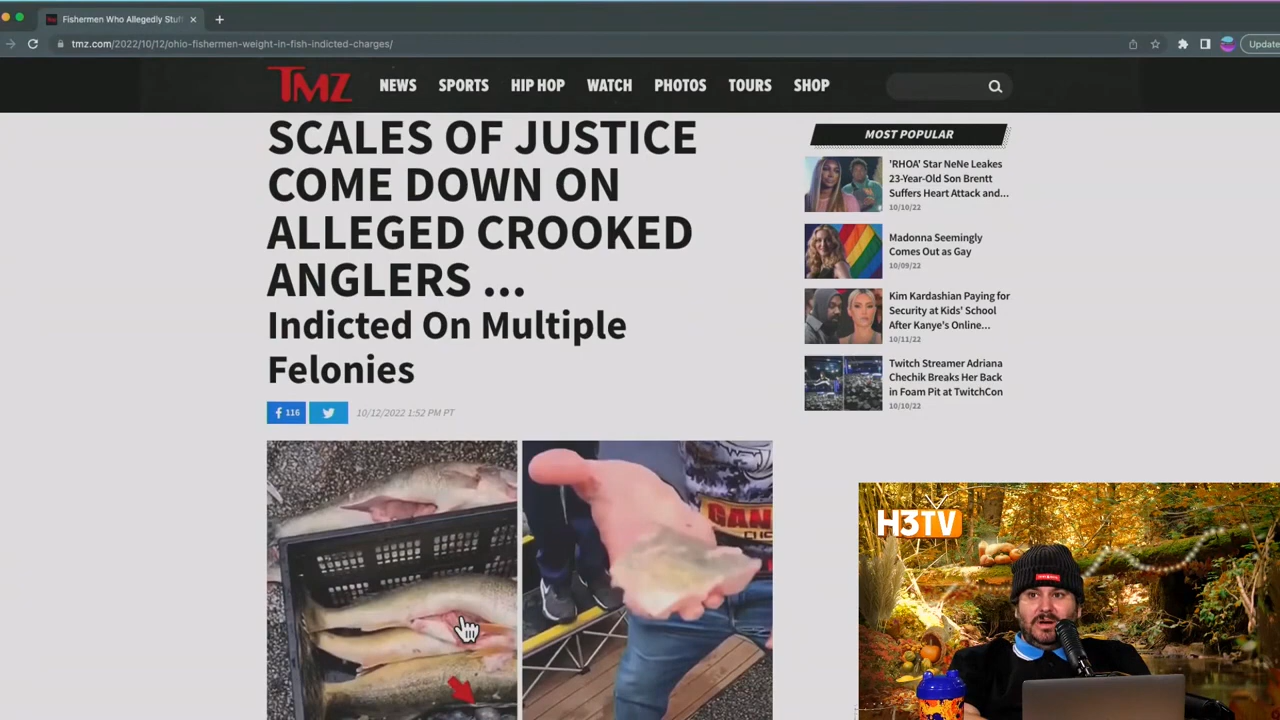 Fishermen Who Allegedly Stuf
tmz.com/2022/10/12/ohio-fishermen-weight-in-fish-indicted-charges/
Update
TMZ
NEWS SPORTS HIP HOP WATCH PHOTOS TOURS SHOP
SCALES OF JUSTICE
COME DOWN ON
ALLEGED CROOKED
ANGLERS ...
Indicted On Multiple
Felonies
116
10/12/2022 1:52 PM PT
MOST POPULAR
'RHOA' Star NeNe Leakes
23-Year-Old Son Brentt
Suffers Heart Attack and...
10/10/22
Madonna Seemingly
Comes Out as Gay
10/09/22
Kim Kardashian Paying for
Security at Kids' School
After Kanye's Online...
10/11/22
Twitch Streamer Adriana
Chechik Breaks Her Back
in Foam Pit at TwitchCon
10/10/22
H3TV